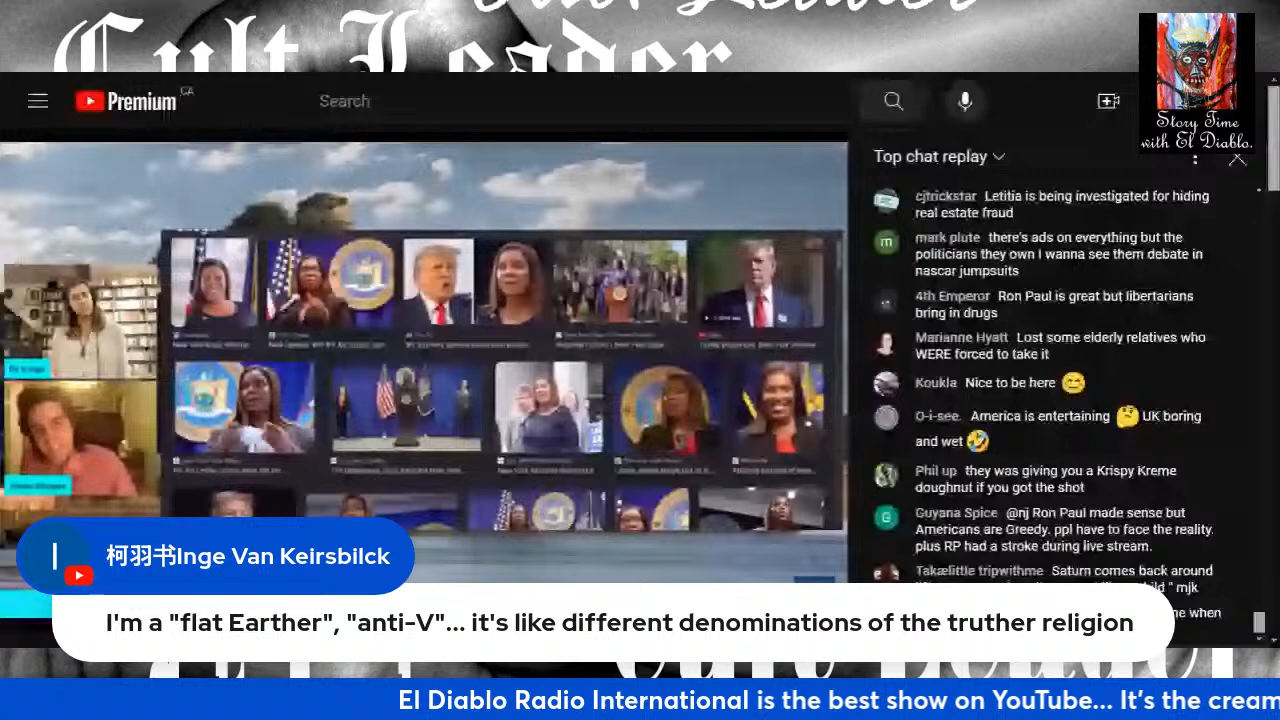 Cult Leader
Premium
CA
Search
Story Time
with El Diablo.
Top chat replay
cjtrickstar Letitia is being investigated for hiding
real estate fraud
m
mark plute there's ads on everything but the
politicians they own I wanna see them debate in
nascar jumpsuits
4th Emperor Ron Paul is great but libertarians
bring in drugs
Marianne Hyatt Lost some elderly relatives who
WERE forced to take it
Koukla Nice to be here 😊
O-i-see. America is entertaining 🤔 UK boring
and wet 🤣
Phil up they was giving you a Krispy Kreme
doughnut if you got the shot
G
Guyana Spice @nj Ron Paul made sense but
Americans are Greedy. ppl have to face the reality.
plus RP had a stroke during live stream.
Takælittle tripwithme Saturn comes back around
" mjk
when
I
柯羽书Inge Van Keirsbilck
I'm a "flat Earther", "anti-V"... it's like different denominations of the truther religion
El Diablo Radio International is the best show on YouTube... It's the cream